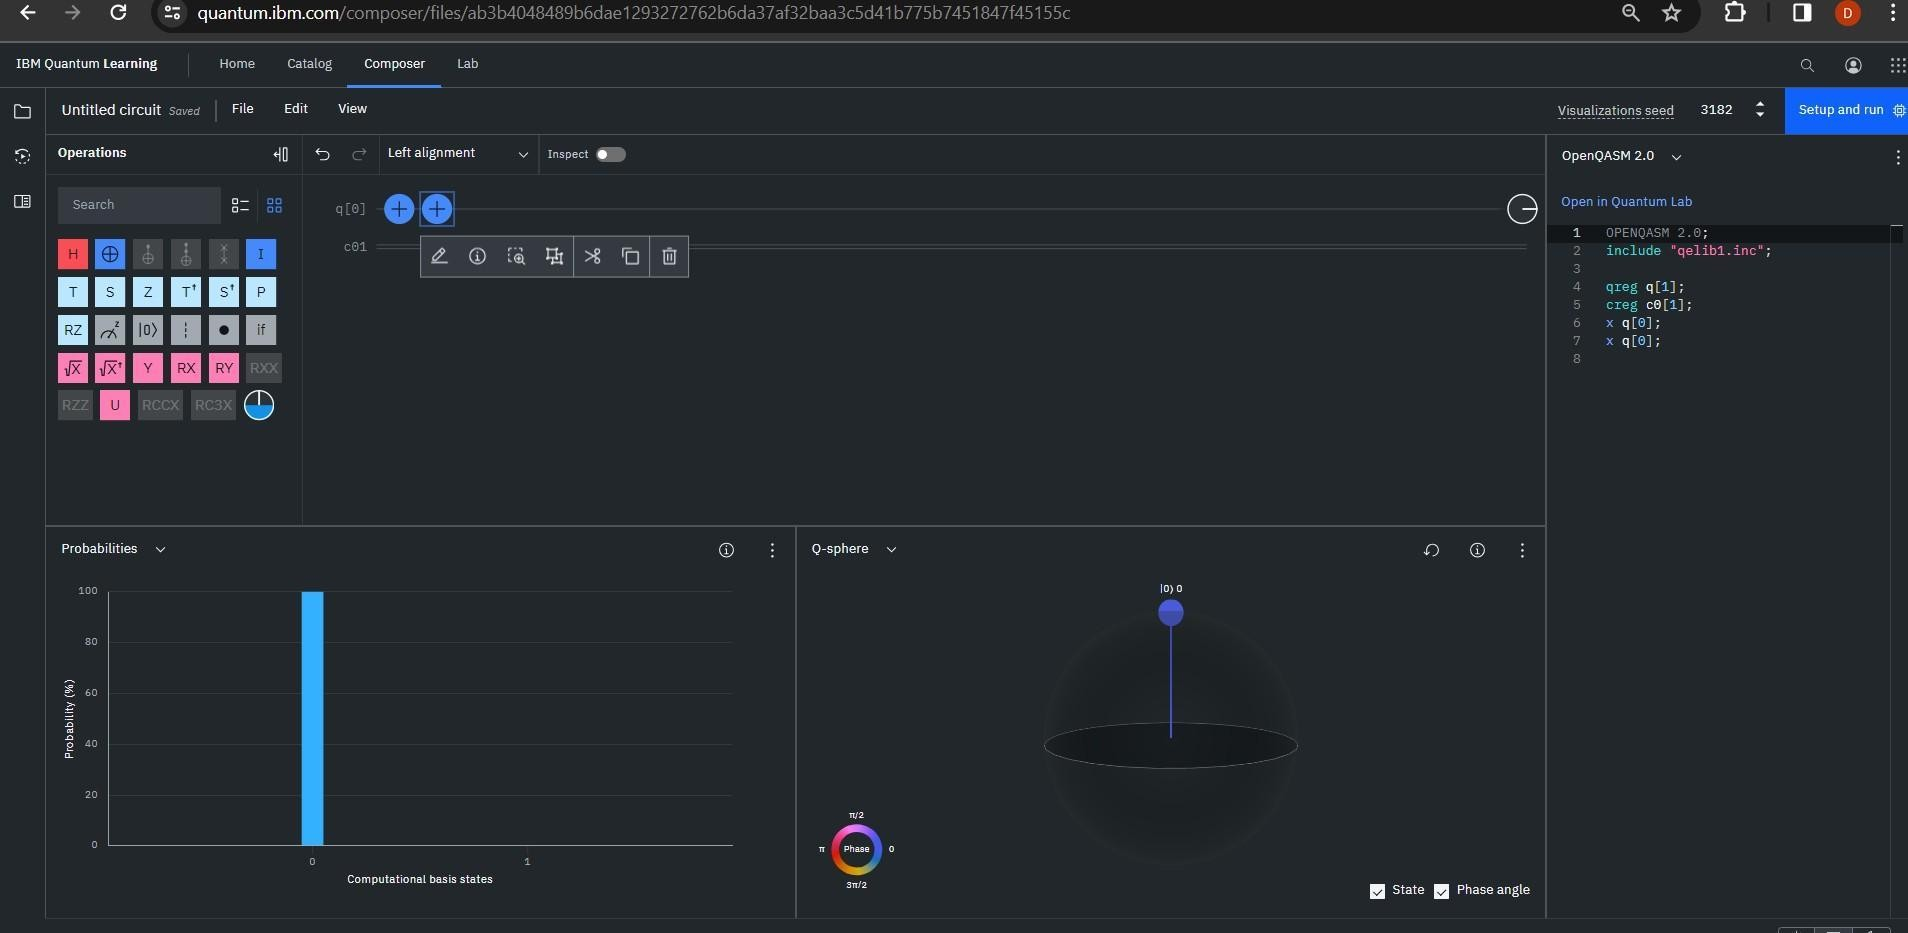 quantum.ibm.com/composer/files/ab3b4048489b6dae1293272762b6da37af32baa3c5d41b775b7451847f45155c
D
IBM Quantum Learning
Home
Catalog
Composer
Lab
Untitled circuit Saved
File
Edit
View
Visualizations seed
3182
Setup and run
Operations
Left alignment
Inspect
Search
H
I
T S Z T† S† P
RZ z |0⟩ if
√X √X† Y RX RY RXX
RZZ U RCCX RC3X
q[0]
c01
OpenQASM 2.0
Open in Quantum Lab
1 OPENQASM 2.0;
2 include "qelib1.inc";
3
4 qreg q[1];
5 creg c0[1];
6 x q[0];
7 x q[0];
8
Probabilities
100
80
60
40
20
0
Probability (%)
0
1
Computational basis states
Q-sphere
|0⟩ 0
π/2
π Phase 0
3π/2
State
Phase angle